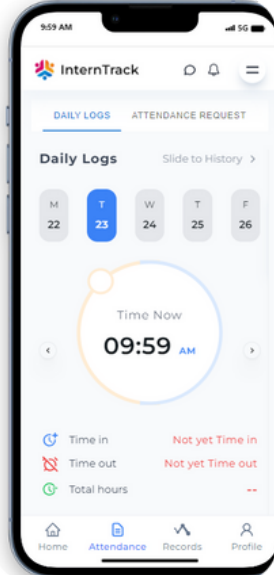 9:59 AM
5G
InternTrack
DAILY LOGS ATTENDANCE REQUEST
Daily Logs Slide to History >
M T W T F
22 23 24 25 26
Time Now
09:59 AM
Time in Not yet Time in
Time out Not yet Time out
Total hours --
Home Attendance Records Profile